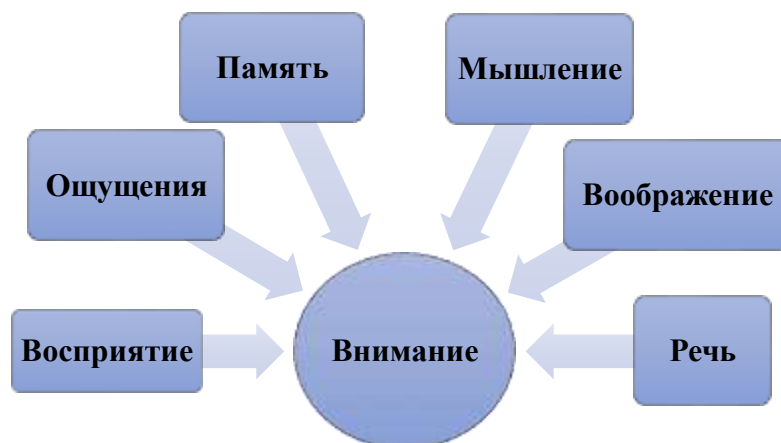 Память
Мышление
Ощущения
Воображение
Восприятие
Внимание
Речь